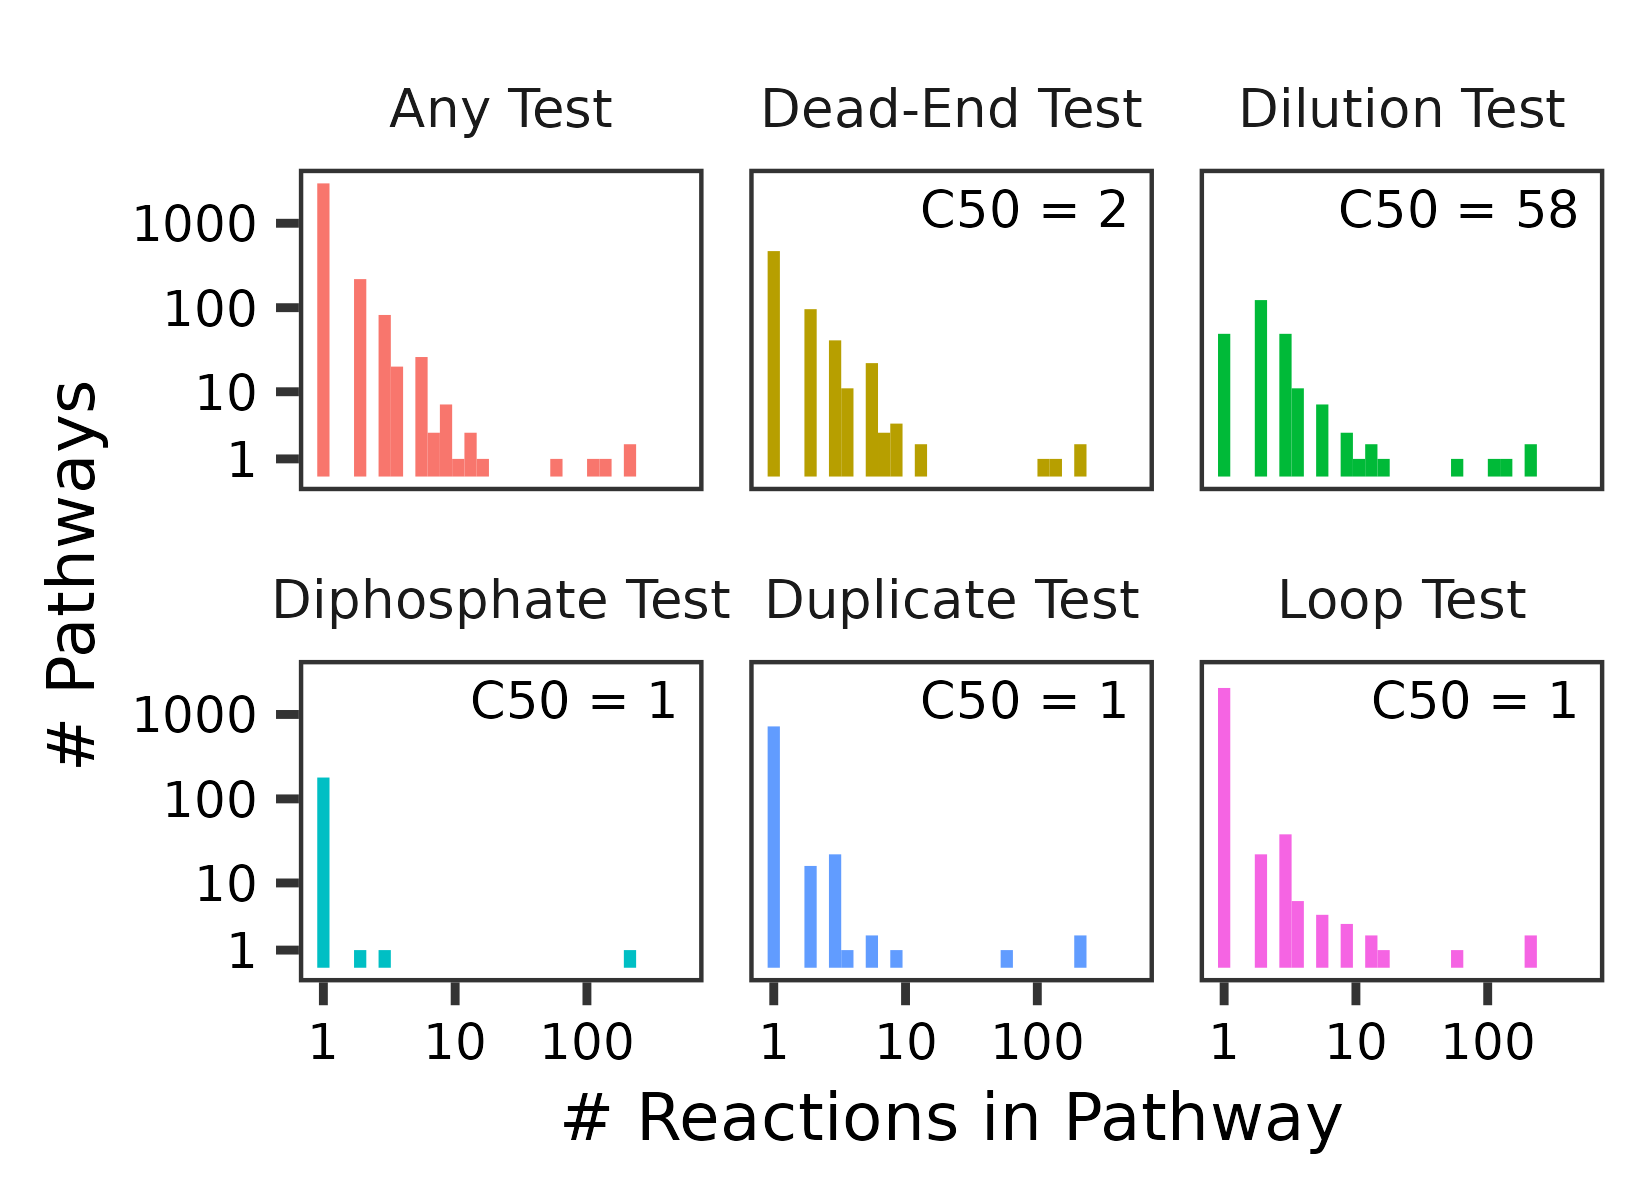 Any Test
Dead-End Test
Dilution Test
C50 = 2
C50 = 58
1000
100
10
1
# Pathways
Diphosphate Test
Duplicate Test
Loop Test
C50 = 1
C50 = 1
C50 = 1
1000
100
10
1
1 10 100
1 10 100
1 10 100
# Reactions in Pathway